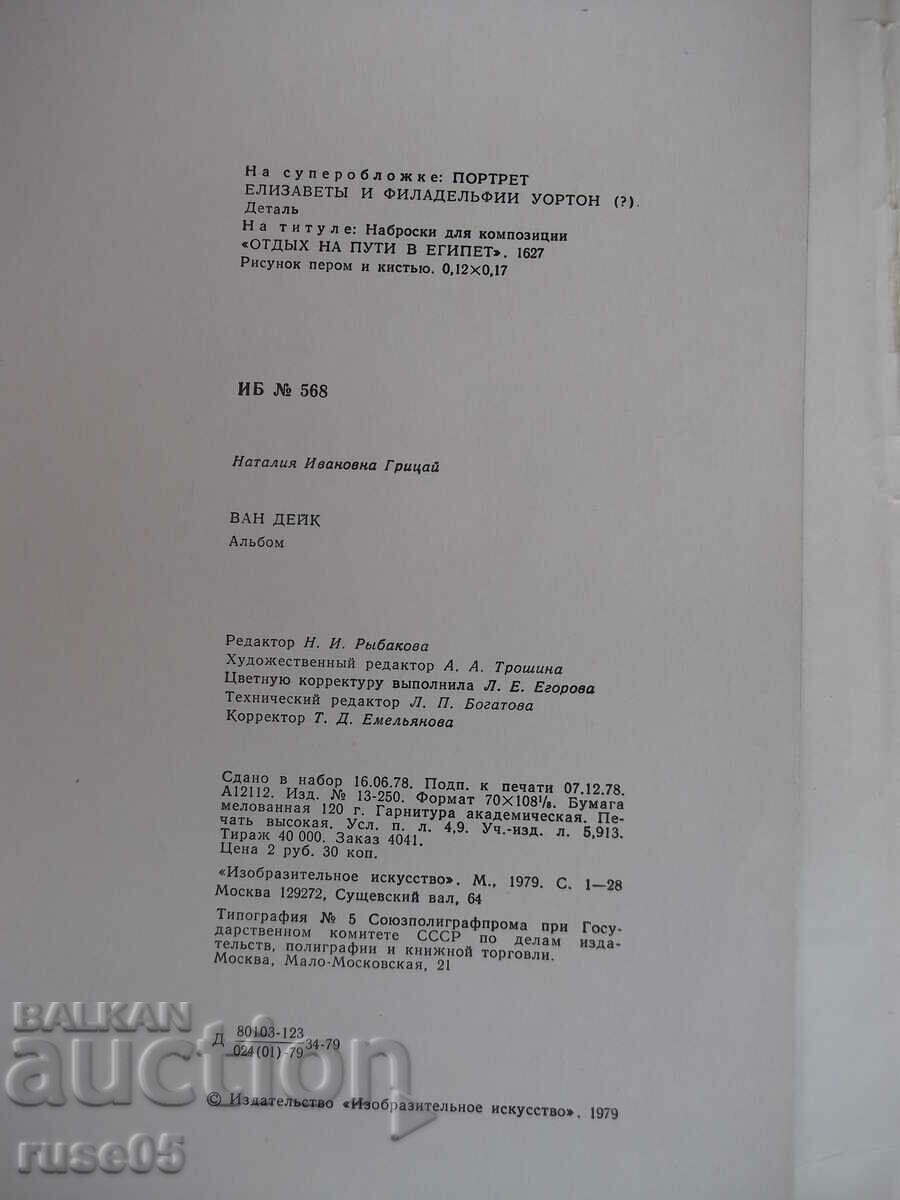 На суперобложке: ПОРТРЕТ
ЕЛИЗАВЕТЫ И ФИЛАДЕЛЬФИИ УОРТОН (?).
Деталь
На титуле: Наброски для композиции
«ОТДЫХ НА ПУТИ В ЕГИПЕТ». 1627
Рисунок пером и кистью. 0,12×0,17
ИБ № 568
Наталия Ивановна Грицай
ВАН ДЕЙК
Альбом
Редактор Н. И. Рыбакова
Художественный редактор А. А. Трошина
Цветную корректуру выполнила Л. Е. Егорова
Технический редактор Л. П. Богатова
Корректор Т. Д. Емельянова
Сдано в набор 16.06.78. Подп. к печати 07.12.78.
А12112. Изд. № 13-250. Формат 70×108⅛. Бумага
мелованная 120 г. Гарнитура академическая. Пе-
чать высокая. Усл. п. л. 4,9. Уч.-изд. л. 5,913.
Тираж 40 000. Заказ 4041.
Цена 2 руб. 30 коп.
«Изобразительное искусство». М., 1979. С. 1—28
Москва 129272, Сущевский вал, 64
Типография № 5 Союзполиграфпрома при Госу-
дарственном комитете СССР по делам изда-
тельств, полиграфии и книжной торговли.
Москва, Мало-Московская, 21
Д 80103-123 / 024(01)-79 34-79
© Издательство «Изобразительное искусство», 1979
BALKAN
auction
ruse05